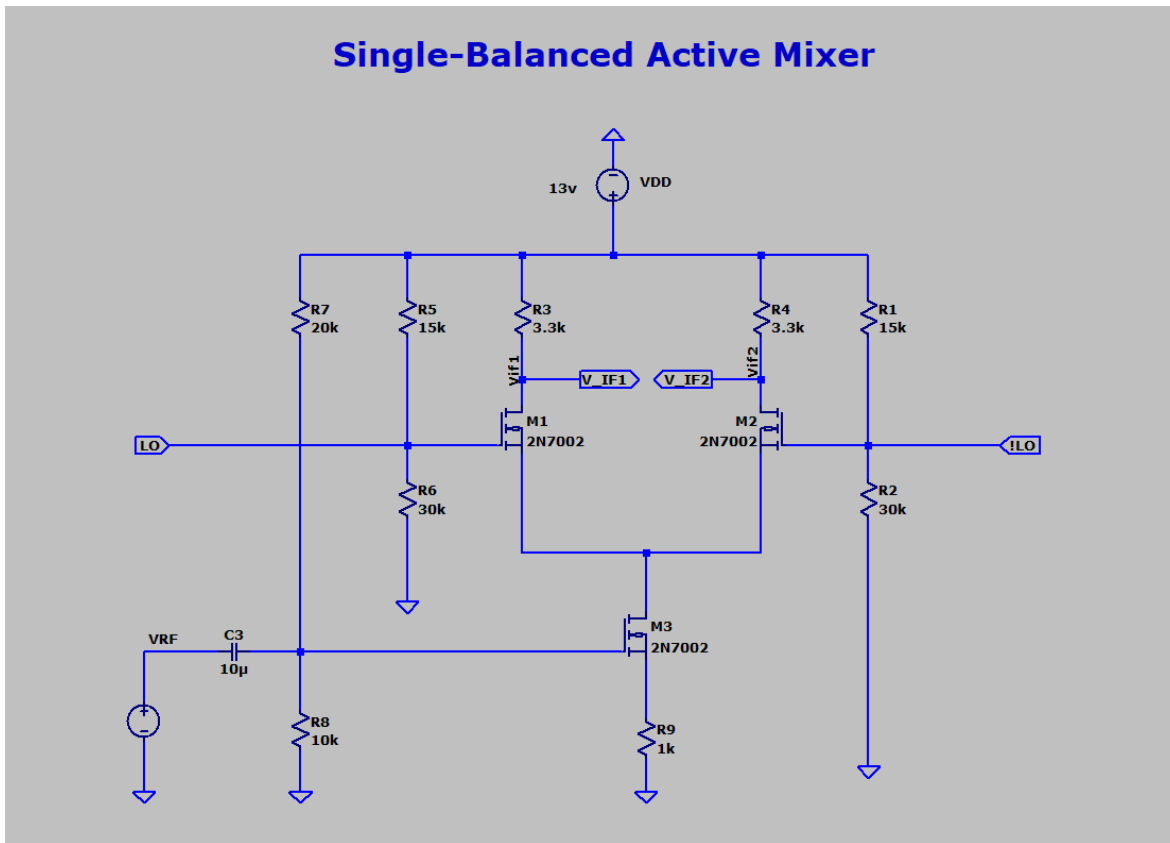 Single-Balanced Active Mixer
13v
VDD
R7
20k
R5
15k
R3
3.3k
R4
3.3k
R1
15k
Vif1
V_IF1
V_IF2
Vif2
M1
2N7002
M2
2N7002
LO
!LO
R6
30k
R2
30k
VRF
C3
10µ
M3
2N7002
R8
10k
R9
1k